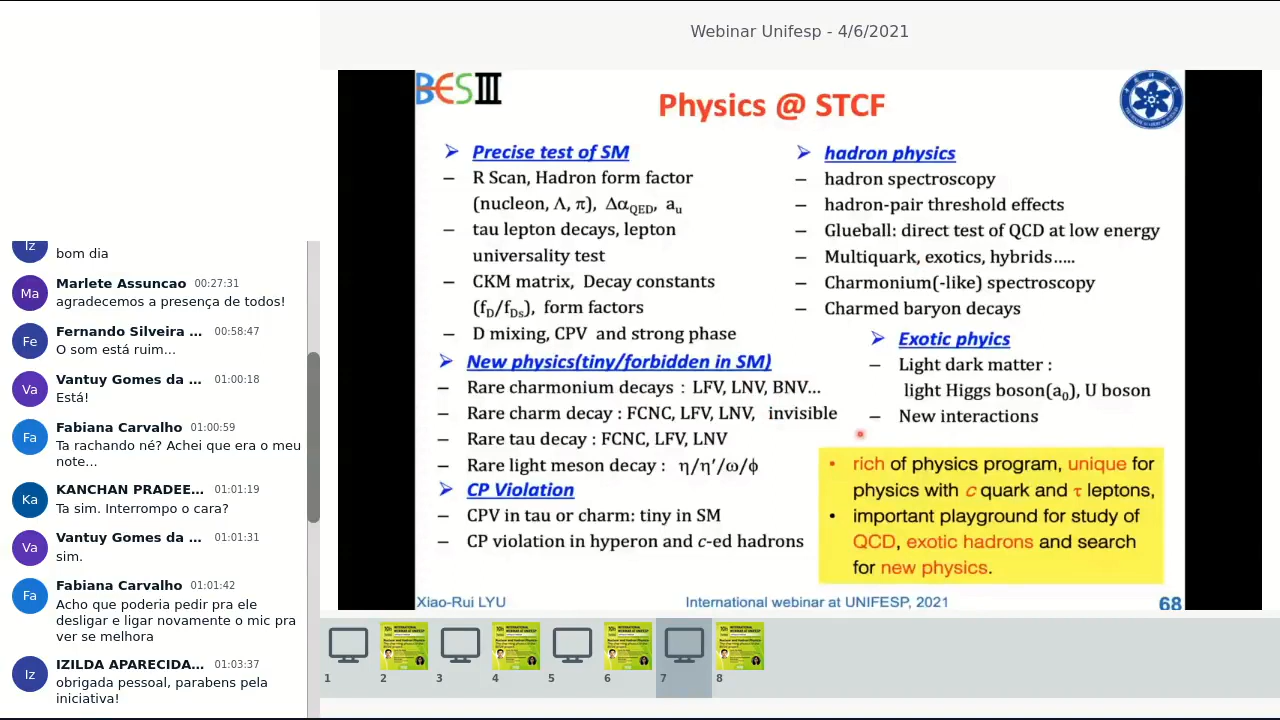 Webinar Unifesp - 4/6/2021
Iz
bom dia
Ma
Marlete Assuncao 00:27:31
agradecemos a presença de todos!
Fe
Fernando Silveira ... 00:58:47
O som está ruim...
Va
Vantuy Gomes da ... 01:00:18
Está!
Fa
Fabiana Carvalho 01:00:59
Ta rachando né? Achei que era o meu
note...
Ka
KANCHAN PRADEE... 01:01:19
Ta sim. Interrompo o cara?
Va
Vantuy Gomes da ... 01:01:31
sim.
Fa
Fabiana Carvalho 01:01:42
Acho que poderia pedir pra ele
desligar e ligar novamente o mic pra
ver se melhora
Iz
IZILDA APARECIDA... 01:03:37
obrigada pessoal, parabens pela
iniciativa!
BESIII
Physics @ STCF
➢ Precise test of SM
– R Scan, Hadron form factor
(nucleon, Λ, π), Δα_QED, a_u
– tau lepton decays, lepton
universality test
– CKM matrix, Decay constants
(f_D/f_Ds), form factors
– D mixing, CPV and strong phase
➢ New physics(tiny/forbidden in SM)
– Rare charmonium decays : LFV, LNV, BNV...
– Rare charm decay : FCNC, LFV, LNV, invisible
– Rare tau decay : FCNC, LFV, LNV
– Rare light meson decay : η/η′/ω/ϕ
➢ CP Violation
– CPV in tau or charm: tiny in SM
– CP violation in hyperon and c-ed hadrons
➢ hadron physics
– hadron spectroscopy
– hadron-pair threshold effects
– Glueball: direct test of QCD at low energy
– Multiquark, exotics, hybrids.....
– Charmonium(-like) spectroscopy
– Charmed baryon decays
➢ Exotic phyics
– Light dark matter :
light Higgs boson(a₀), U boson
– New interactions
• rich of physics program, unique for
physics with c quark and τ leptons,
• important playground for study of
QCD, exotic hadrons and search
for new physics.
Xiao-Rui LYU
International webinar at UNIFESP, 2021
68
1
2
3
4
5
6
7
8